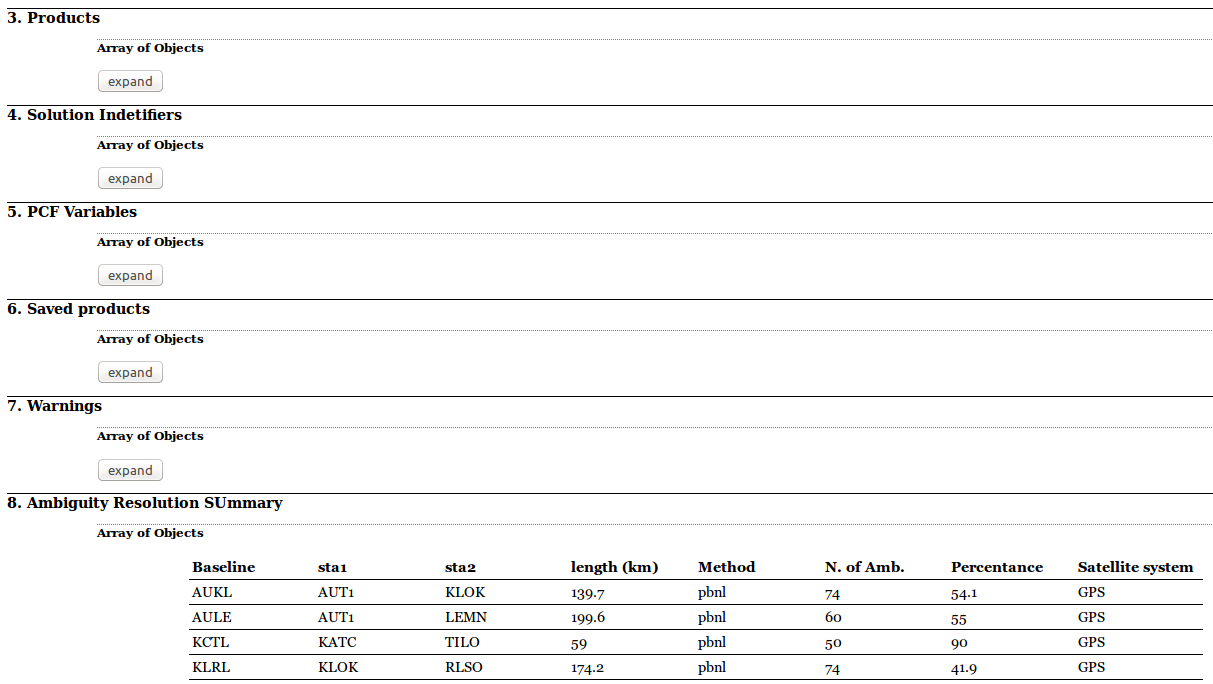 3. Products
Array of Objects
expand
4. Solution Indetifiers
Array of Objects
expand
5. PCF Variables
Array of Objects
expand
6. Saved products
Array of Objects
expand
7. Warnings
Array of Objects
expand
8. Ambiguity Resolution SUmmary
Array of Objects
Baseline sta1 sta2 length (km) Method N. of Amb. Percentance Satellite system
AUKL AUT1 KLOK 139.7 pbnl 74 54.1 GPS
AULE AUT1 LEMN 199.6 pbnl 60 55 GPS
KCTL KATC TILO 59 pbnl 50 90 GPS
KLRL KLOK RLSO 174.2 pbnl 74 41.9 GPS